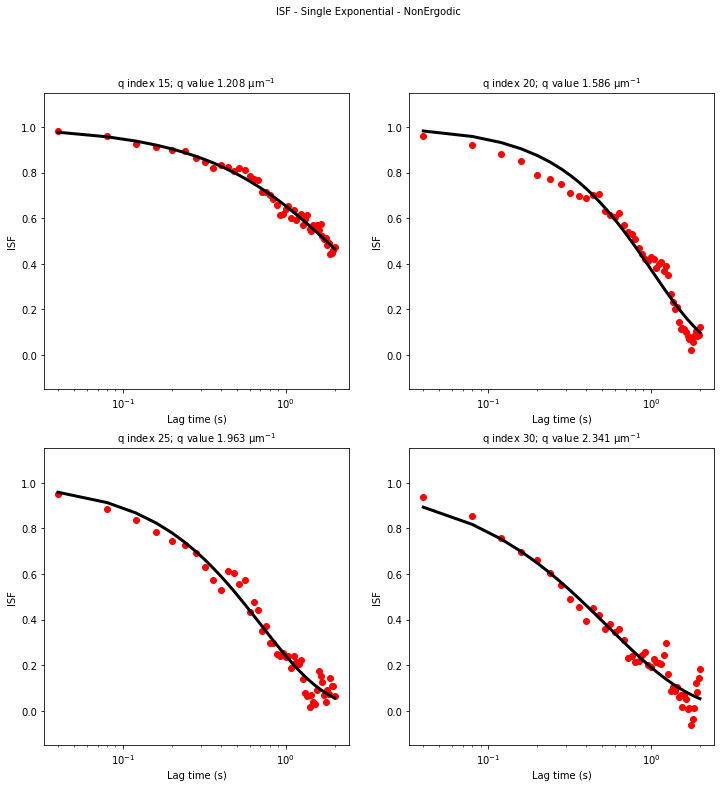 ISF - Single Exponential - NonErgodic
q index 15; q value 1.208 μm⁻¹
q index 20; q value 1.586 μm⁻¹
1.0
0.8
0.6
0.4
0.2
0.0
ISF
10⁻¹
10⁰
Lag time (s)
1.0
0.8
0.6
0.4
0.2
0.0
ISF
10⁻¹
10⁰
Lag time (s)
q index 25; q value 1.963 μm⁻¹
q index 30; q value 2.341 μm⁻¹
1.0
0.8
0.6
0.4
0.2
0.0
ISF
10⁻¹
10⁰
Lag time (s)
1.0
0.8
0.6
0.4
0.2
0.0
ISF
10⁻¹
10⁰
Lag time (s)